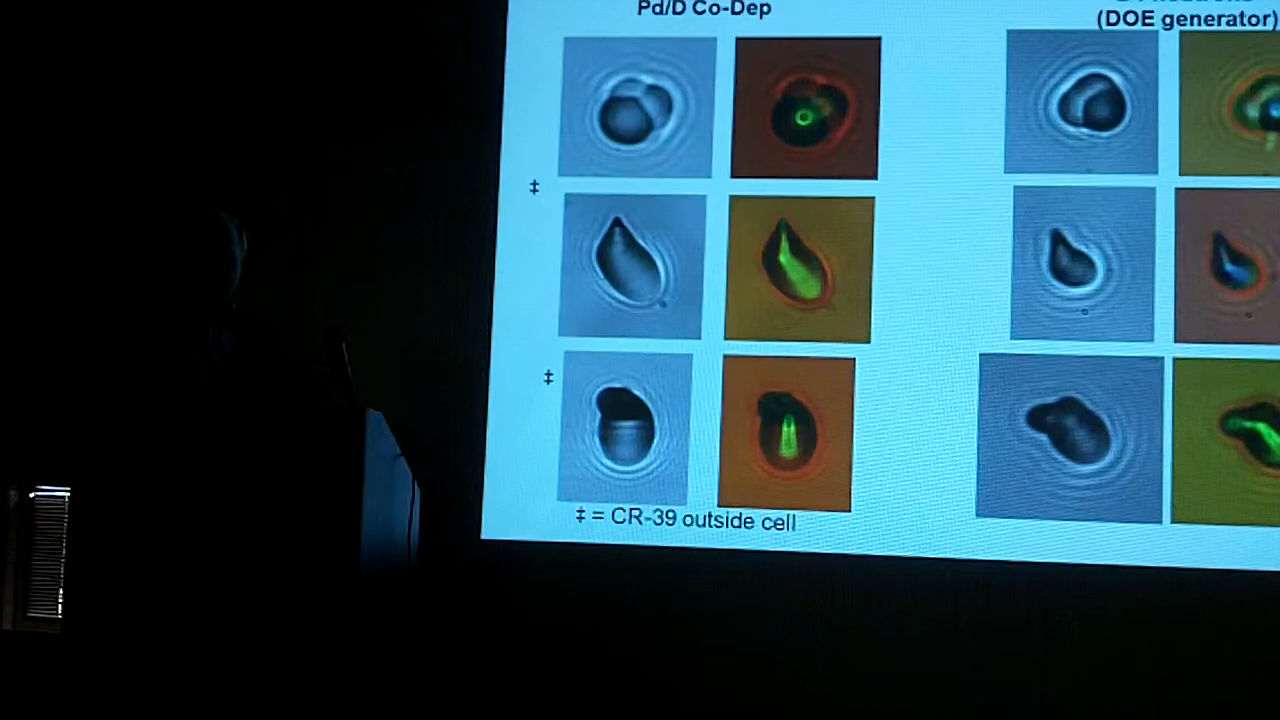 Pd/D Co-Dep
(DOE generator)
‡
‡
‡ = CR-39 outside cell